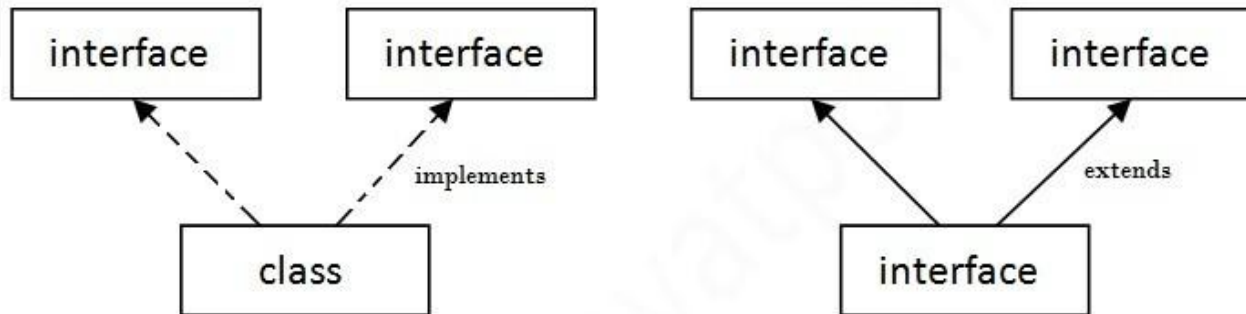 interface interface interface interface
implements extends
class interface